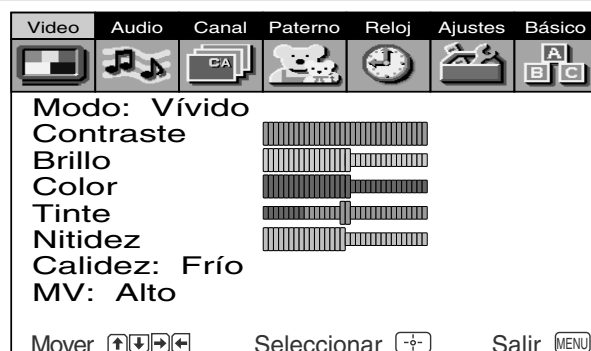 Video Audio Canal Paterno Reloj Ajustes Básico
CA A B C
Modo: Vívido
Contraste
Brillo
Color
Tinte
Nitidez
Calidez: Frío
MV: Alto
Mover Seleccionar Salir MENU